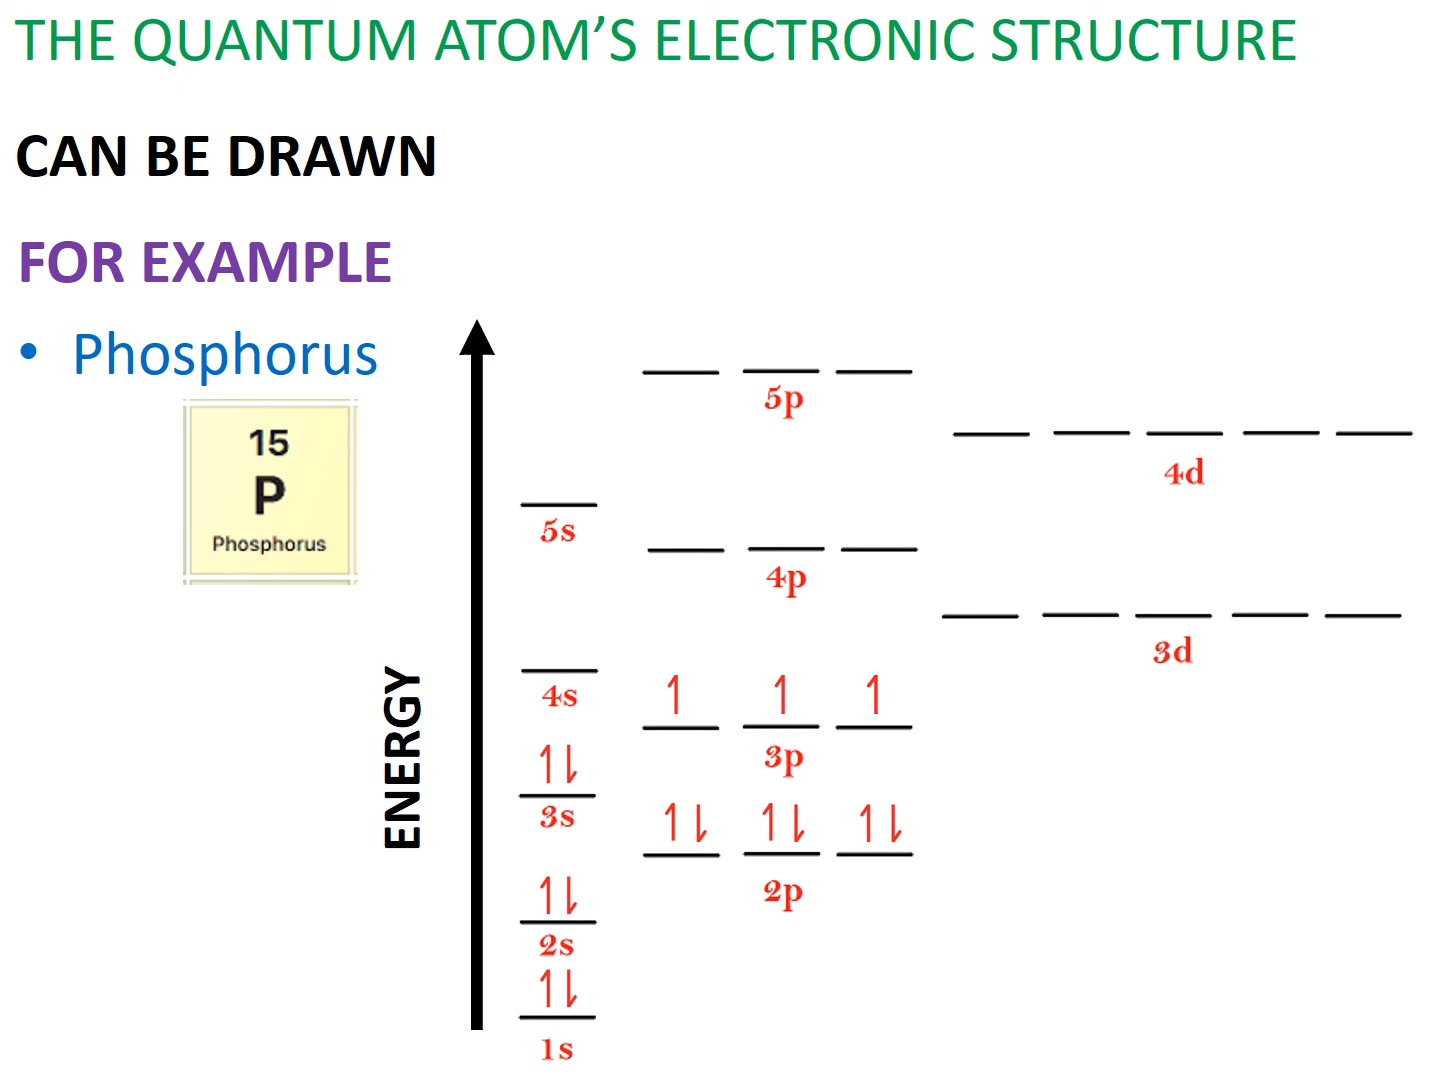 THE QUANTUM ATOM’S ELECTRONIC STRUCTURE
CAN BE DRAWN
FOR EXAMPLE
• Phosphorus
15
P
Phosphorus
ENERGY
5p
4d
5s
4p
3d
4s
3p
3s
2p
2s
1s